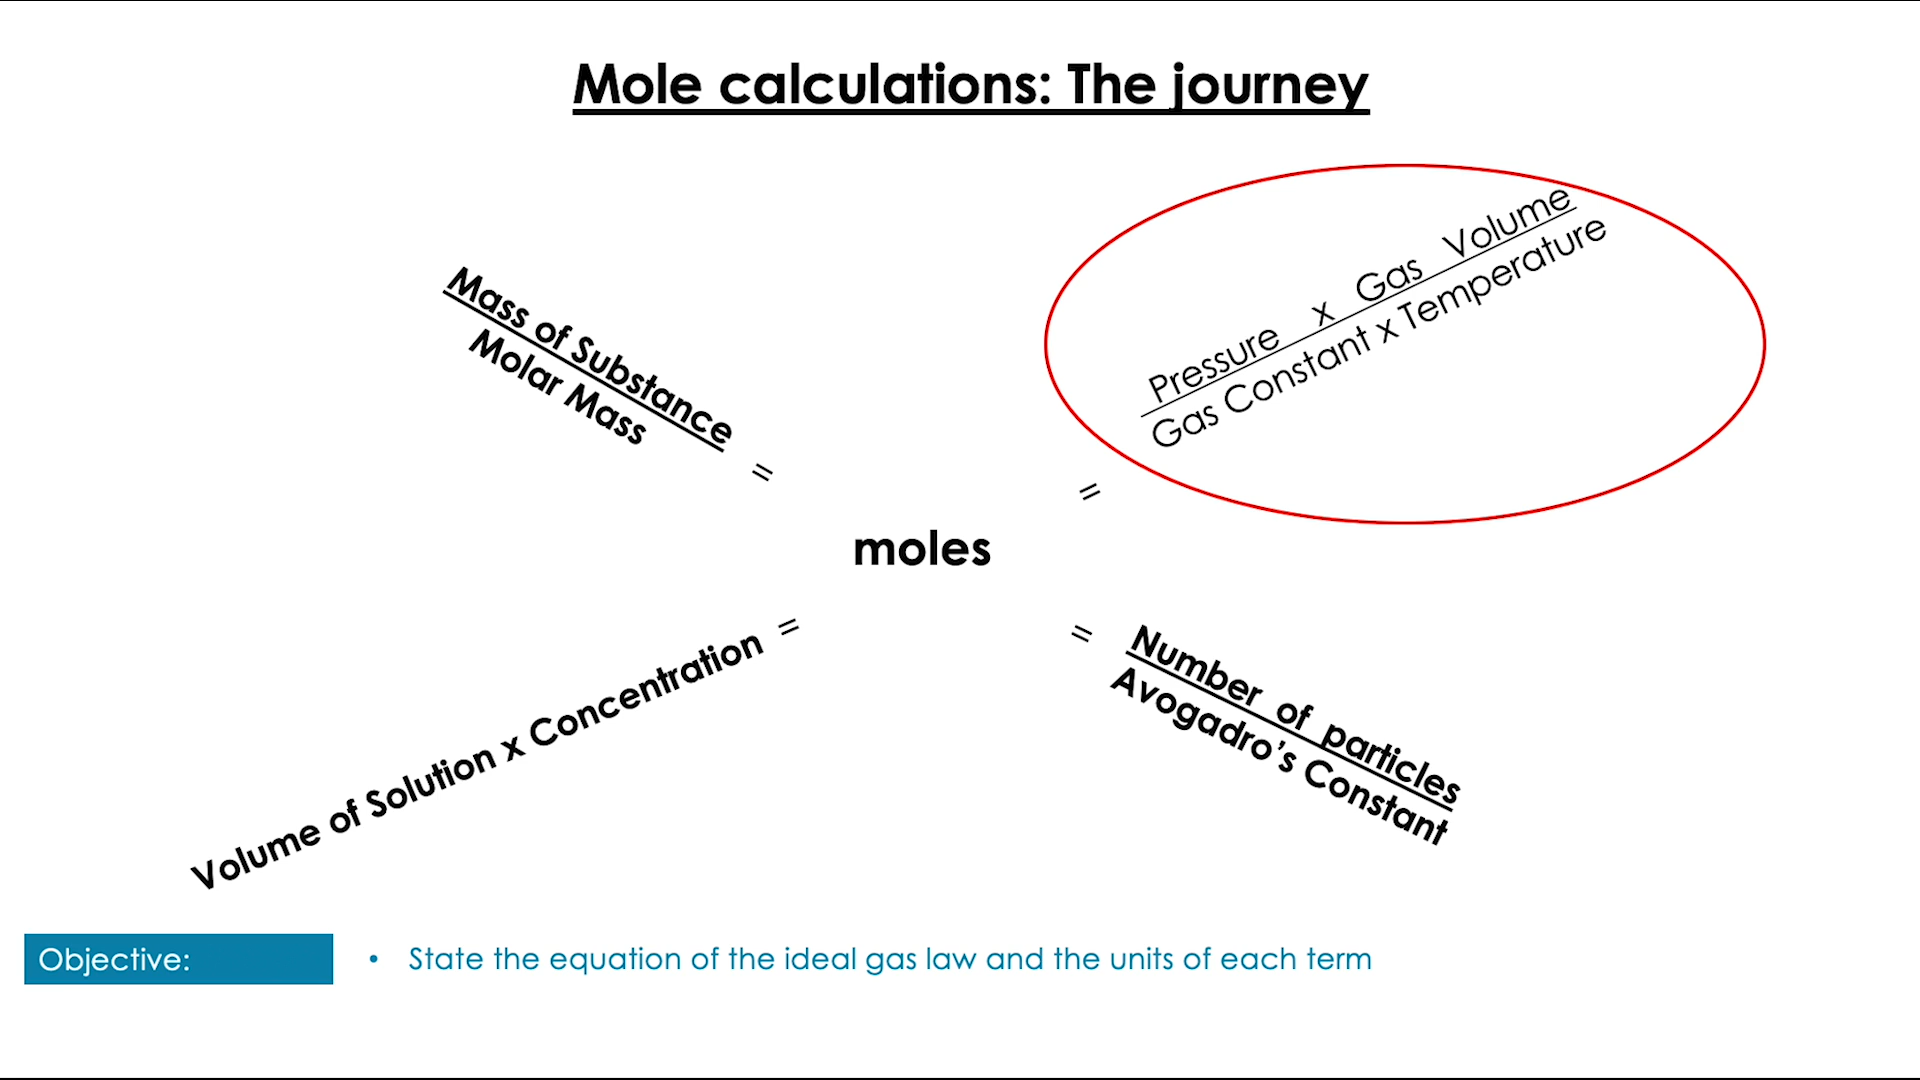 Mole calculations: The journey
Mass of Substance
Molar Mass
=
Pressure x Gas Volume
Gas Constant x Temperature
=
moles
Volume of Solution x Concentration =
= Number of particles
Avogadro’s Constant
Objective:
• State the equation of the ideal gas law and the units of each term